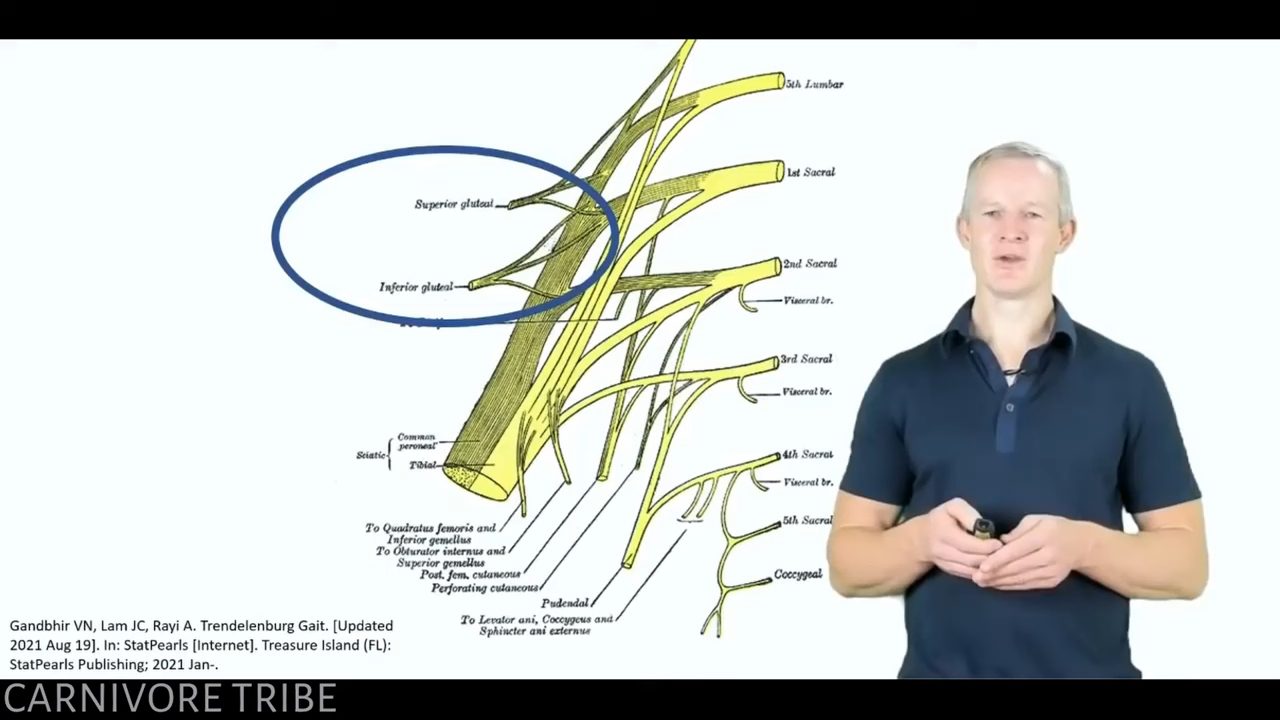 5th Lumbar
1st Sacral
Superior gluteal
2nd Sacral
Inferior gluteal
Visceral br.
3rd Sacral
Visceral br.
Common
peroneal
Sciatic
Tibial
4th Sacral
Visceral br.
5th Sacral
To Quadratus femoris and
Inferior gemellus
To Obturator internus and
Superior gemellus
Post. fem. cutaneous
Perforating cutaneous
Coccygeal
Pudendal
To Levator ani, Coccygeus and
Sphincter ani externus
Gandbhir VN, Lam JC, Rayi A. Trendelenburg Gait. [Updated
2021 Aug 19]. In: StatPearls [Internet]. Treasure Island (FL):
StatPearls Publishing; 2021 Jan-.
CARNIVORE TRIBE